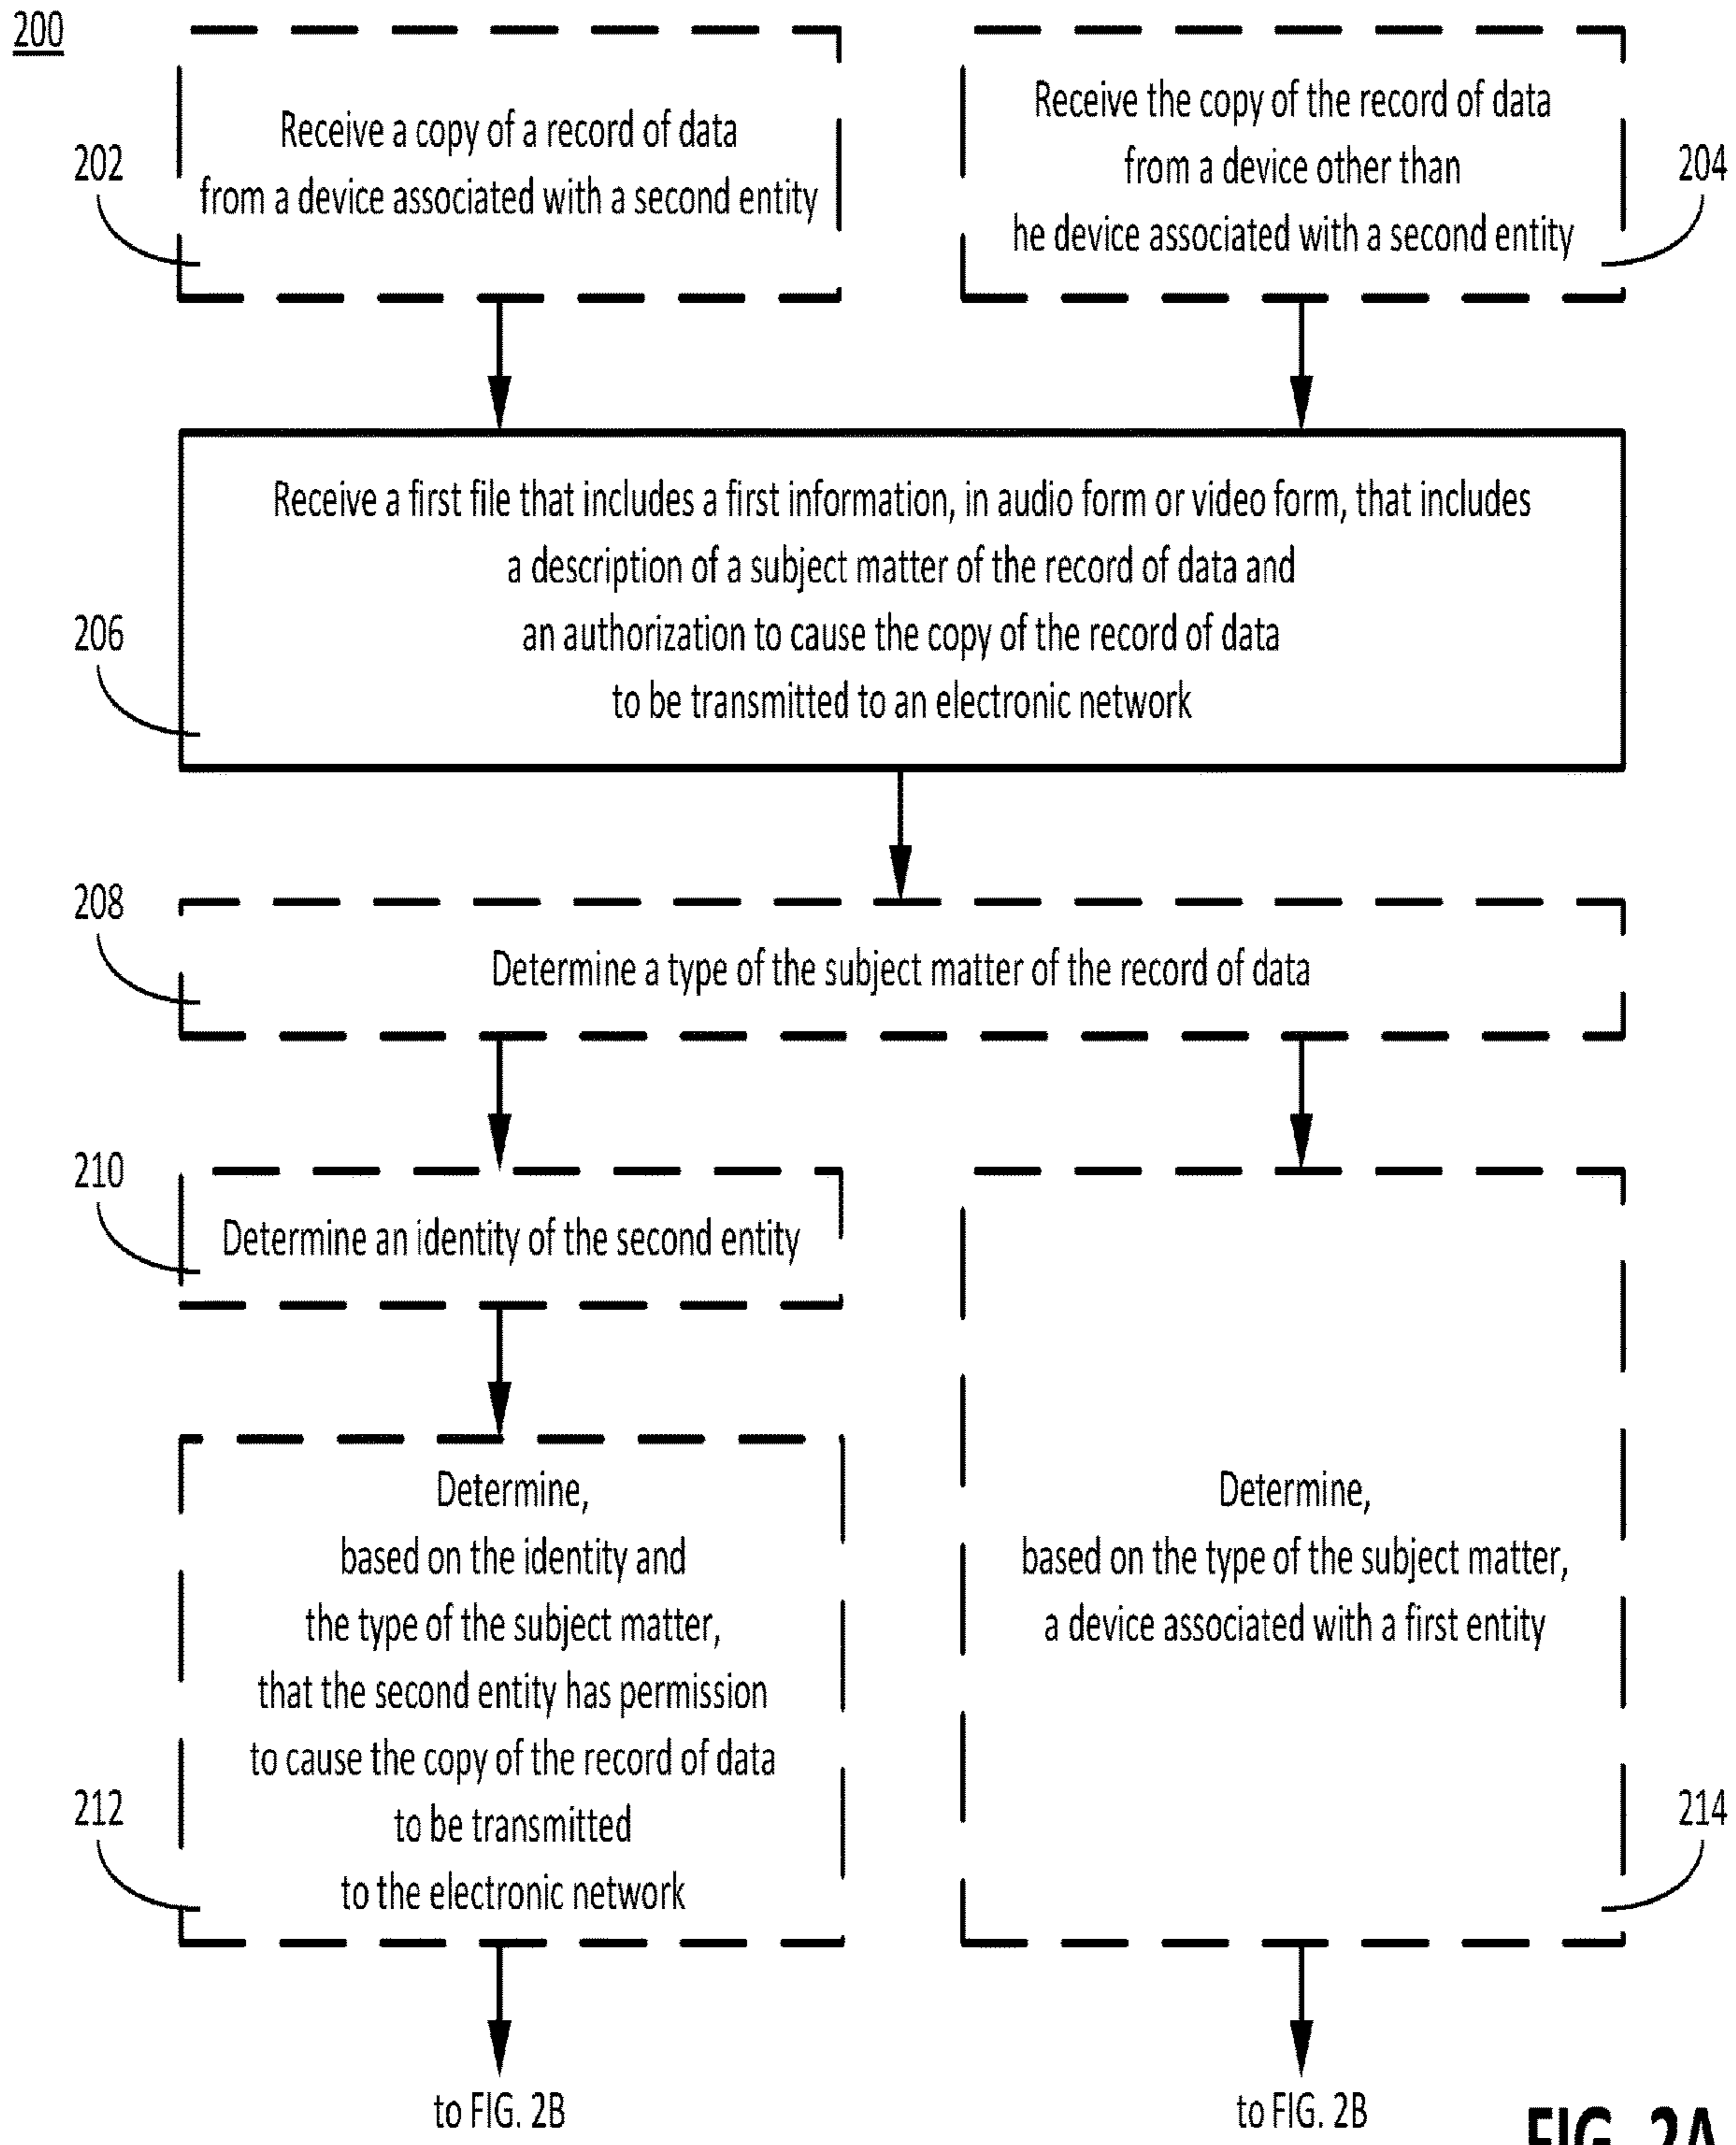 200
Receive a copy of a record of data
from a device associated with a second entity
202
Receive the copy of the record of data
from a device other than
he device associated with a second entity
204
Receive a first file that includes a first information, in audio form or video form, that includes
a description of a subject matter of the record of data and
an authorization to cause the copy of the record of data
to be transmitted to an electronic network
206
208
Determine a type of the subject matter of the record of data
210
Determine an identity of the second entity
Determine,
based on the identity and
the type of the subject matter,
that the second entity has permission
to cause the copy of the record of data
to be transmitted
to the electronic network
212
Determine,
based on the type of the subject matter,
a device associated with a first entity
214
to FIG. 2B
to FIG. 2B
FIG. 2A